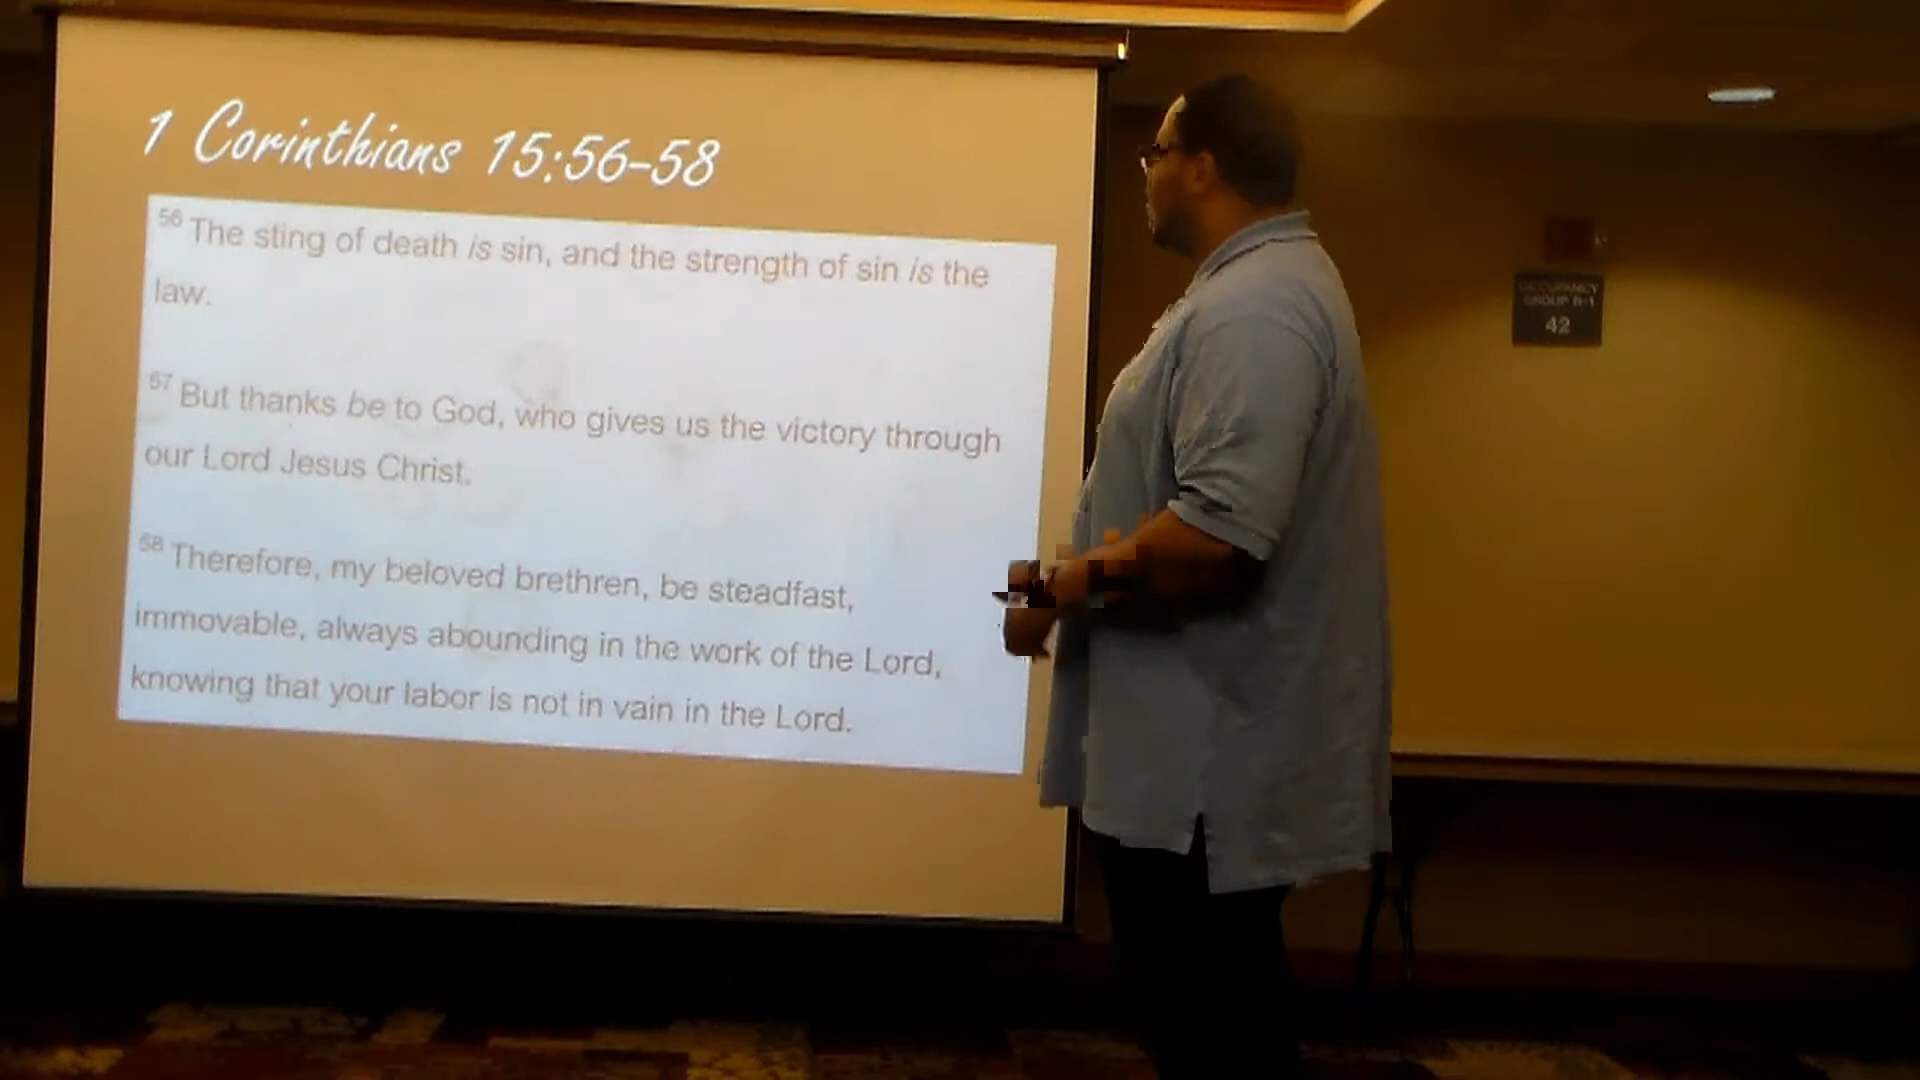 1 Corinthians 15:56-58
56 The sting of death is sin, and the strength of sin is the
law.
57 But thanks be to God, who gives us the victory through
our Lord Jesus Christ.
58 Therefore, my beloved brethren, be steadfast,
immovable, always abounding in the work of the Lord,
knowing that your labor is not in vain in the Lord.
OCCUPANCY
GROUP
42